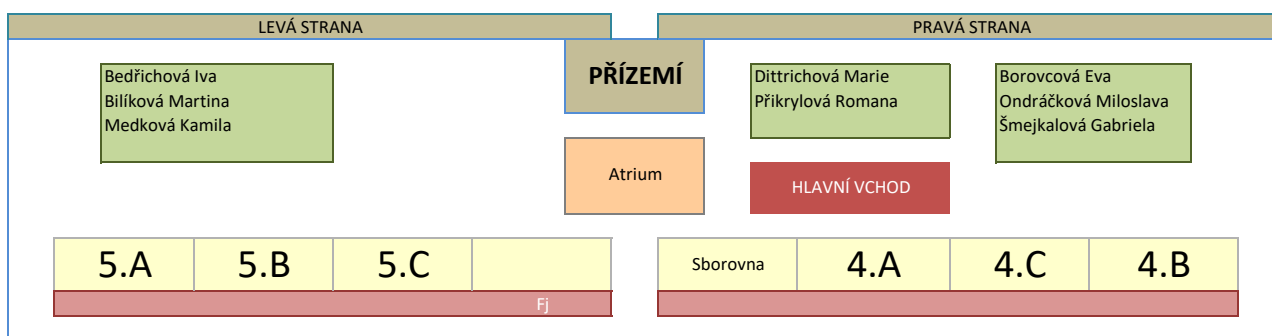 LEVÁ STRANA
PRAVÁ STRANA
PŘÍZEMÍ
Bedřichová Iva
Bilíková Martina
Medková Kamila
Dittrichová Marie
Přikrylová Romana
Borovcová Eva
Ondráčková Miloslava
Šmejkalová Gabriela
Atrium
HLAVNÍ VCHOD
5.A
5.B
5.C
Sborovna
4.A
4.C
4.B
Fj